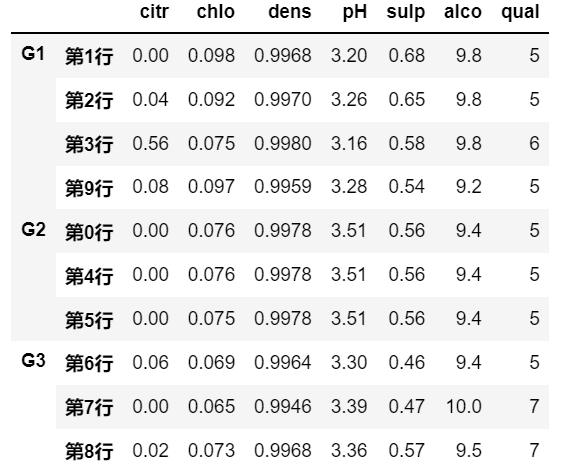 citr chlo dens pH sulp alco qual
G1 第1行 0.00 0.098 0.9968 3.20 0.68 9.8 5
第2行 0.04 0.092 0.9970 3.26 0.65 9.8 5
第3行 0.56 0.075 0.9980 3.16 0.58 9.8 6
第9行 0.08 0.097 0.9959 3.28 0.54 9.2 5
G2 第0行 0.00 0.076 0.9978 3.51 0.56 9.4 5
第4行 0.00 0.076 0.9978 3.51 0.56 9.4 5
第5行 0.00 0.075 0.9978 3.51 0.56 9.4 5
G3 第6行 0.06 0.069 0.9964 3.30 0.46 9.4 5
第7行 0.00 0.065 0.9946 3.39 0.47 10.0 7
第8行 0.02 0.073 0.9968 3.36 0.57 9.5 7